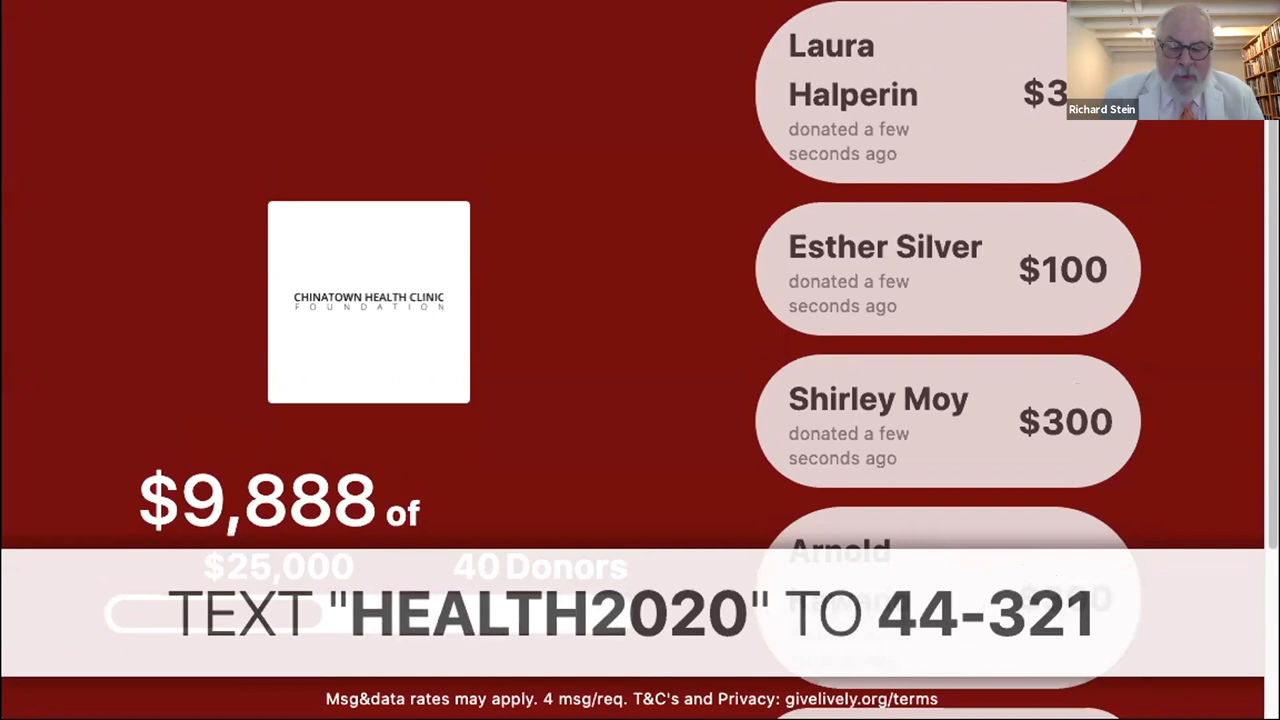 Laura
Halperin
$3
donated a few
seconds ago
Richard Stein
CHINATOWN HEALTH CLINIC
FOUNDATION
Esther Silver
$100
donated a few
seconds ago
Shirley Moy
$300
donated a few
seconds ago
$9,888 of
$25,000
40 Donors
Arnold
TEXT "HEALTH2020" TO 44-321
Msg&data rates may apply. 4 msg/req. T&C's and Privacy: givelively.org/terms